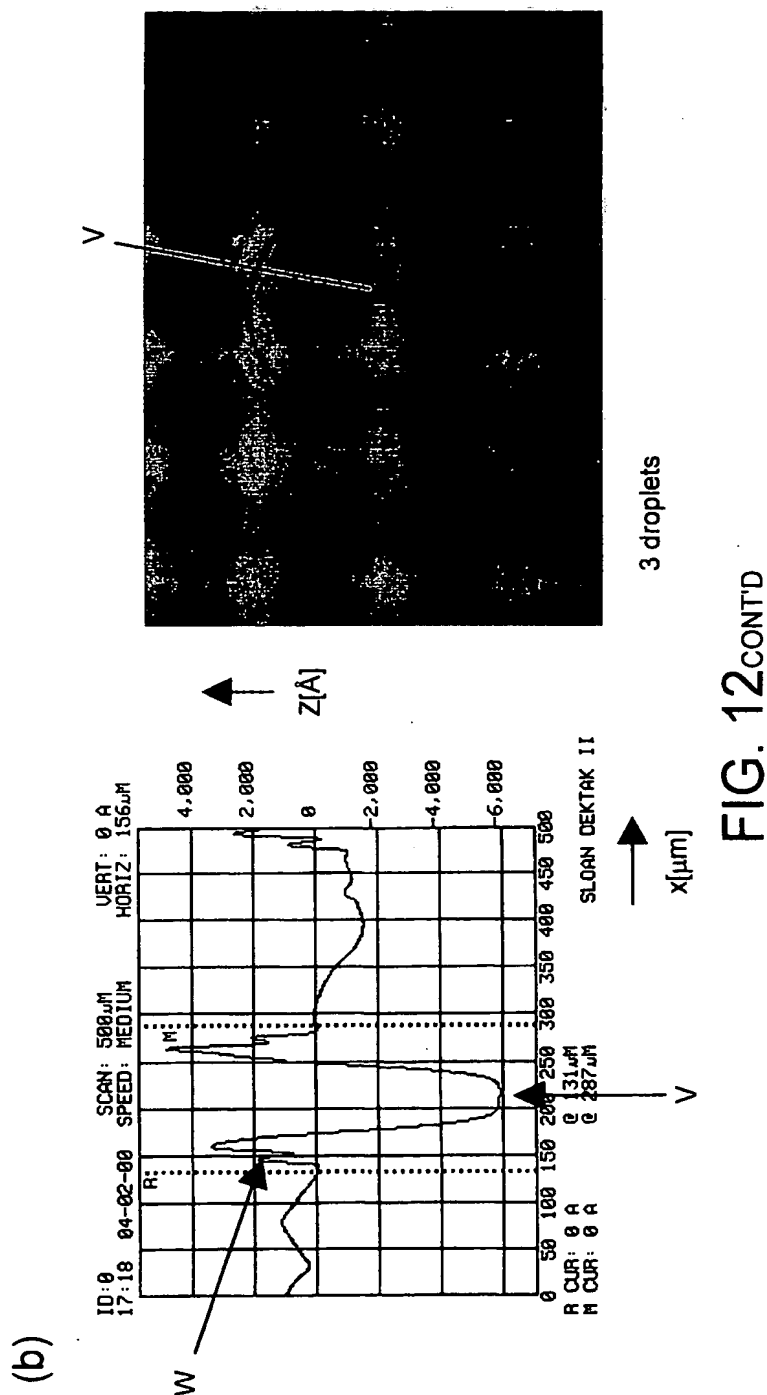 (b)
ID:0 SCAN: 500µM VERT: 0 A
17:18 04-02-00 SPEED: MEDIUM HORIZ: 156µM
R
M
4,000
2,000
0
-2,000
-4,000
-6,000
0 50 100 150 200 250 300 350 400 450 500
R CUR: 0 A @ 131µM
M CUR: 0 A @ 287µM
SLOAN DEKTAK II
W
V
Z[Å]
x[µm]
V
3 droplets
FIG. 12 CONT'D